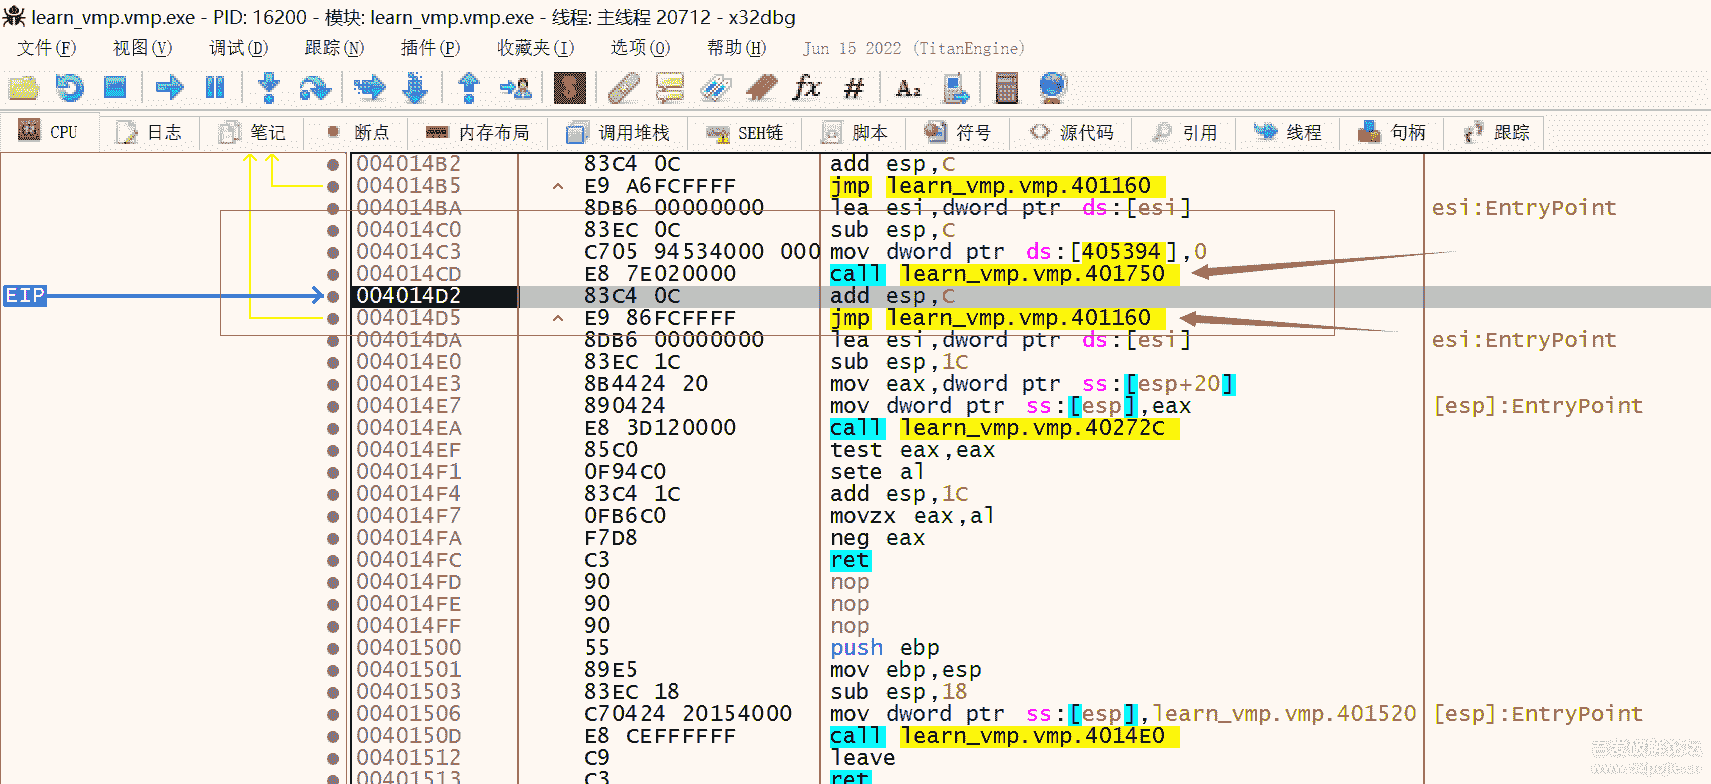 learn_vmp.vmp.exe - PID: 16200 - 模块: learn_vmp.vmp.exe - 线程: 主线程 20712 - x32dbg
文件(F) 视图(V) 调试(D) 跟踪(N) 插件(P) 收藏夹(I) 选项(O) 帮助(H) Jun 15 2022 (TitanEngine)
fx # A₂
CPU 日志 笔记 断点 内存布局 调用堆栈 SEH链 脚本 符号 源代码 引用 线程 句柄 跟踪
004014B2 83C4 0C add esp,C
004014B5 ^ E9 A6FCFFFF jmp learn_vmp.vmp.401160
004014BA 8DB6 00000000 lea esi,dword ptr ds:[esi] esi:EntryPoint
004014C0 83EC 0C sub esp,C
004014C3 C705 94534000 000 mov dword ptr ds:[405394],0
004014CD E8 7E020000 call learn_vmp.vmp.401750
EIP 004014D2 83C4 0C add esp,C
004014D5 ^ E9 86FCFFFF jmp learn_vmp.vmp.401160
004014DA 8DB6 00000000 lea esi,dword ptr ds:[esi] esi:EntryPoint
004014E0 83EC 1C sub esp,1C
004014E3 8B4424 20 mov eax,dword ptr ss:[esp+20]
004014E7 890424 mov dword ptr ss:[esp],eax [esp]:EntryPoint
004014EA E8 3D120000 call learn_vmp.vmp.40272C
004014EF 85C0 test eax,eax
004014F1 0F94C0 sete al
004014F4 83C4 1C add esp,1C
004014F7 0FB6C0 movzx eax,al
004014FA F7D8 neg eax
004014FC C3 ret
004014FD 90 nop
004014FE 90 nop
004014FF 90 nop
00401500 55 push ebp
00401501 89E5 mov ebp,esp
00401503 83EC 18 sub esp,18
00401506 C70424 20154000 mov dword ptr ss:[esp],learn_vmp.vmp.401520 [esp]:EntryPoint
0040150D E8 CEFFFFFF call learn_vmp.vmp.4014E0
00401512 C9 leave
00401513 C3 ret
吾爱破解论坛
www.52pojie.cn